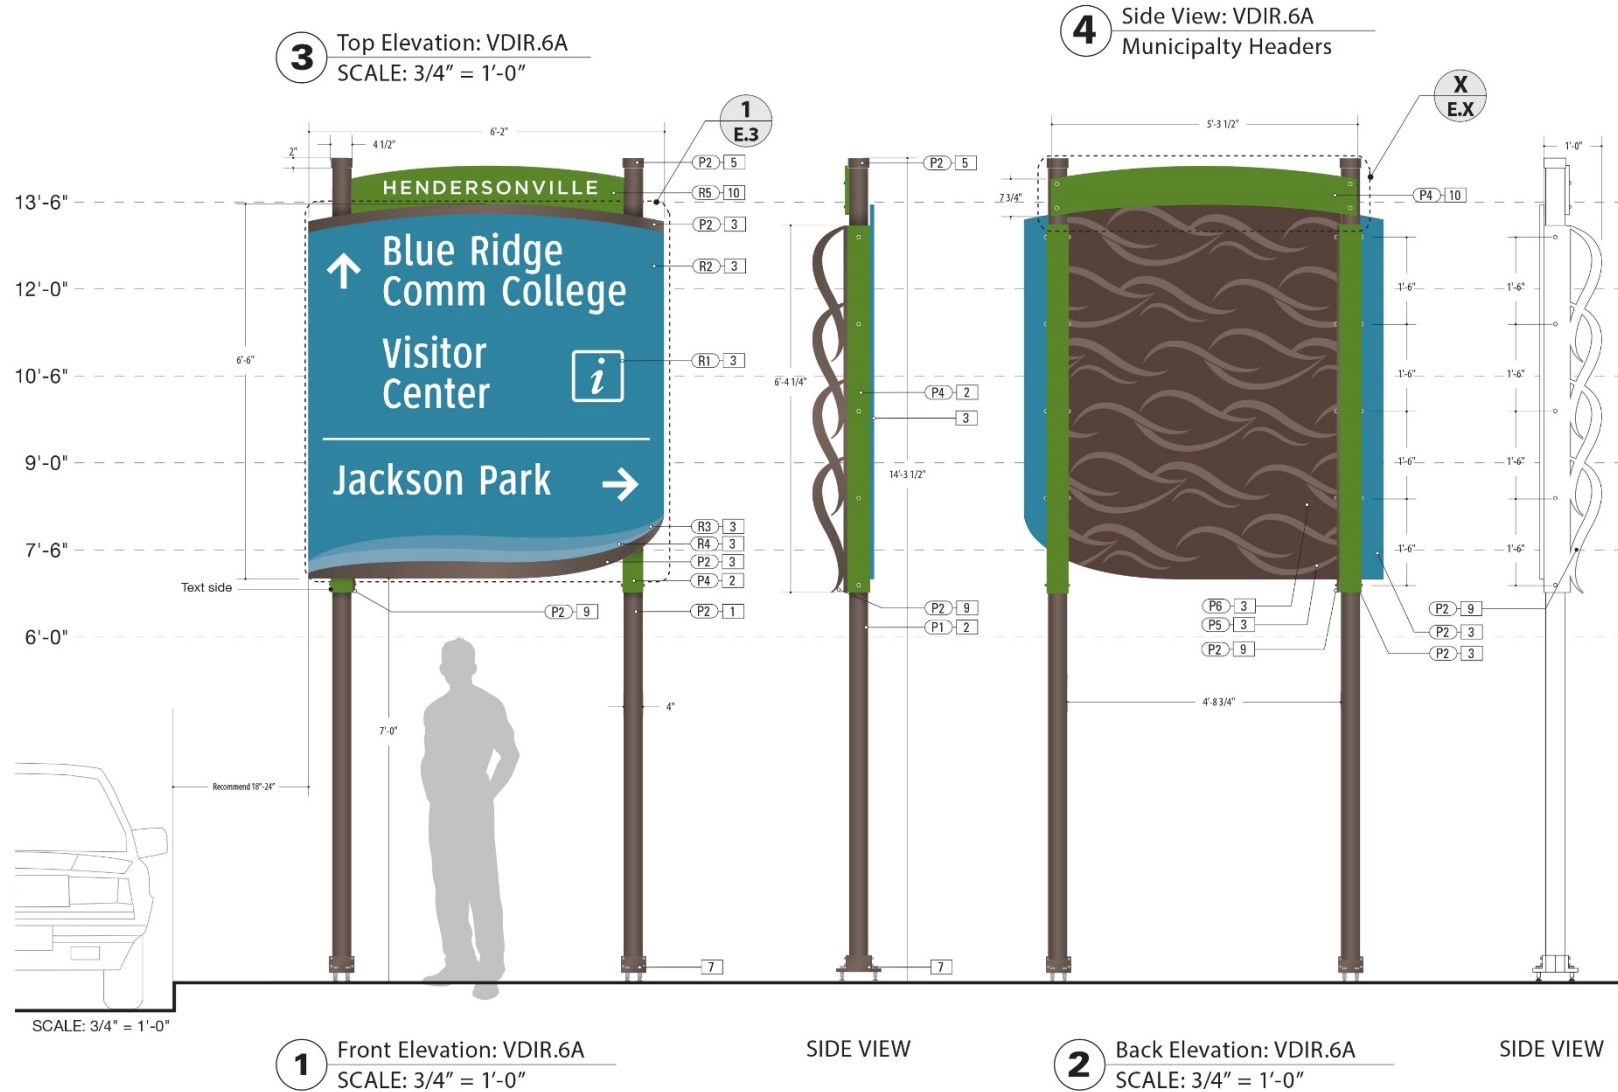 3 Top Elevation: VDIR.6A
SCALE: 3/4" = 1'-0"
4 Side View: VDIR.6A
Municipalty Headers
1
E.3
X
E.X
6'-2"
4 1/2"
2"
5'-3 1/2"
1'-0"
P2 5
P2 5
HENDERSONVILLE
R5 10
7 3/4"
P4 10
13'-6"
P2 3
Blue Ridge
Comm College
R2 3
12'-0"
1'-6"
1'-6"
Visitor
Center
i
R1 3
6'-6"
10'-6"
6'-4 1/4"
1'-6"
1'-6"
P4 2
3
9'-0"
14'-3 1/2"
1'-6"
1'-6"
Jackson Park
R3 3
R4 3
7'-6"
1'-6"
1'-6"
P2 3
P4 2
Text side
P2 9
P2 1
P2 9
P1 2
P6 3
P5 3
P2 9
P2 9
P2 3
P2 3
6'-0"
4"
4'-8 3/4"
7'-0"
Recommend 18"-24"
7
7
SCALE: 3/4" = 1'-0"
1 Front Elevation: VDIR.6A
SCALE: 3/4" = 1'-0"
SIDE VIEW
2 Back Elevation: VDIR.6A
SCALE: 3/4" = 1'-0"
SIDE VIEW